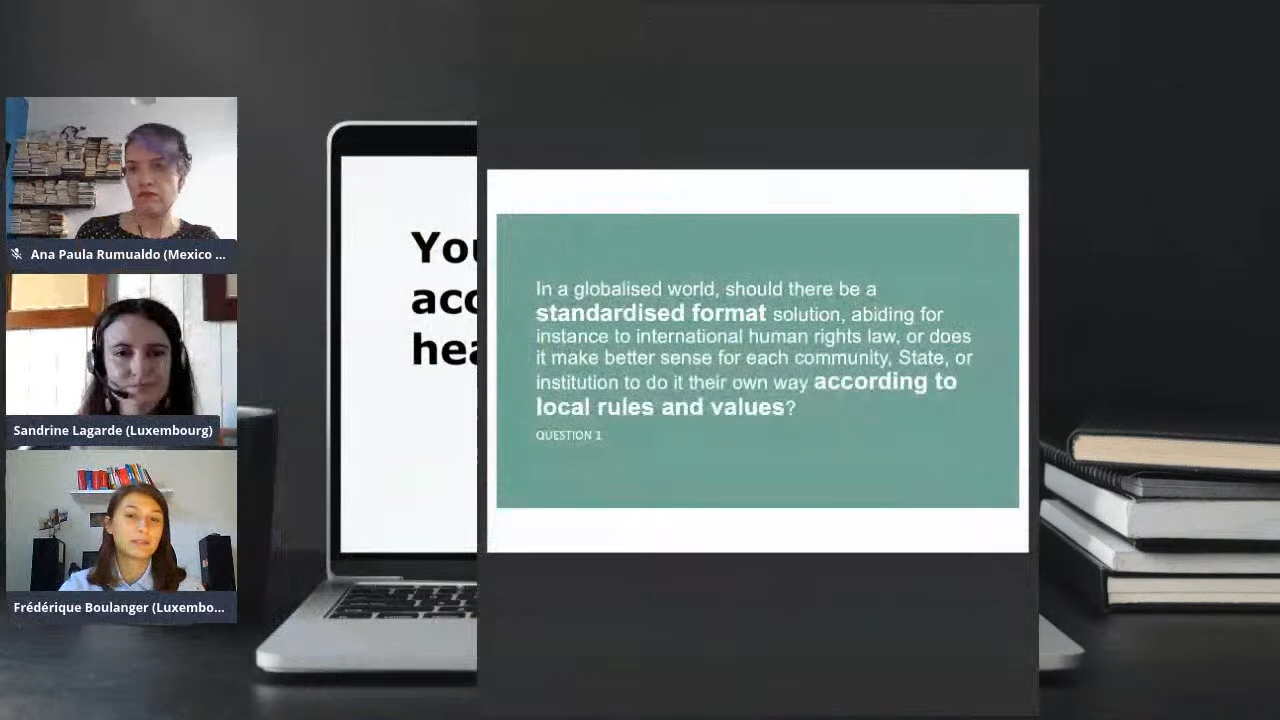 Ana Paula Rumualdo (Mexico ...
Sandrine Lagarde (Luxembourg)
Frédérique Boulanger (Luxembo...
You
acc
hea
In a globalised world, should there be a
standardised format solution, abiding for
instance to international human rights law, or does
it make better sense for each community, State, or
institution to do it their own way according to
local rules and values?
QUESTION 1